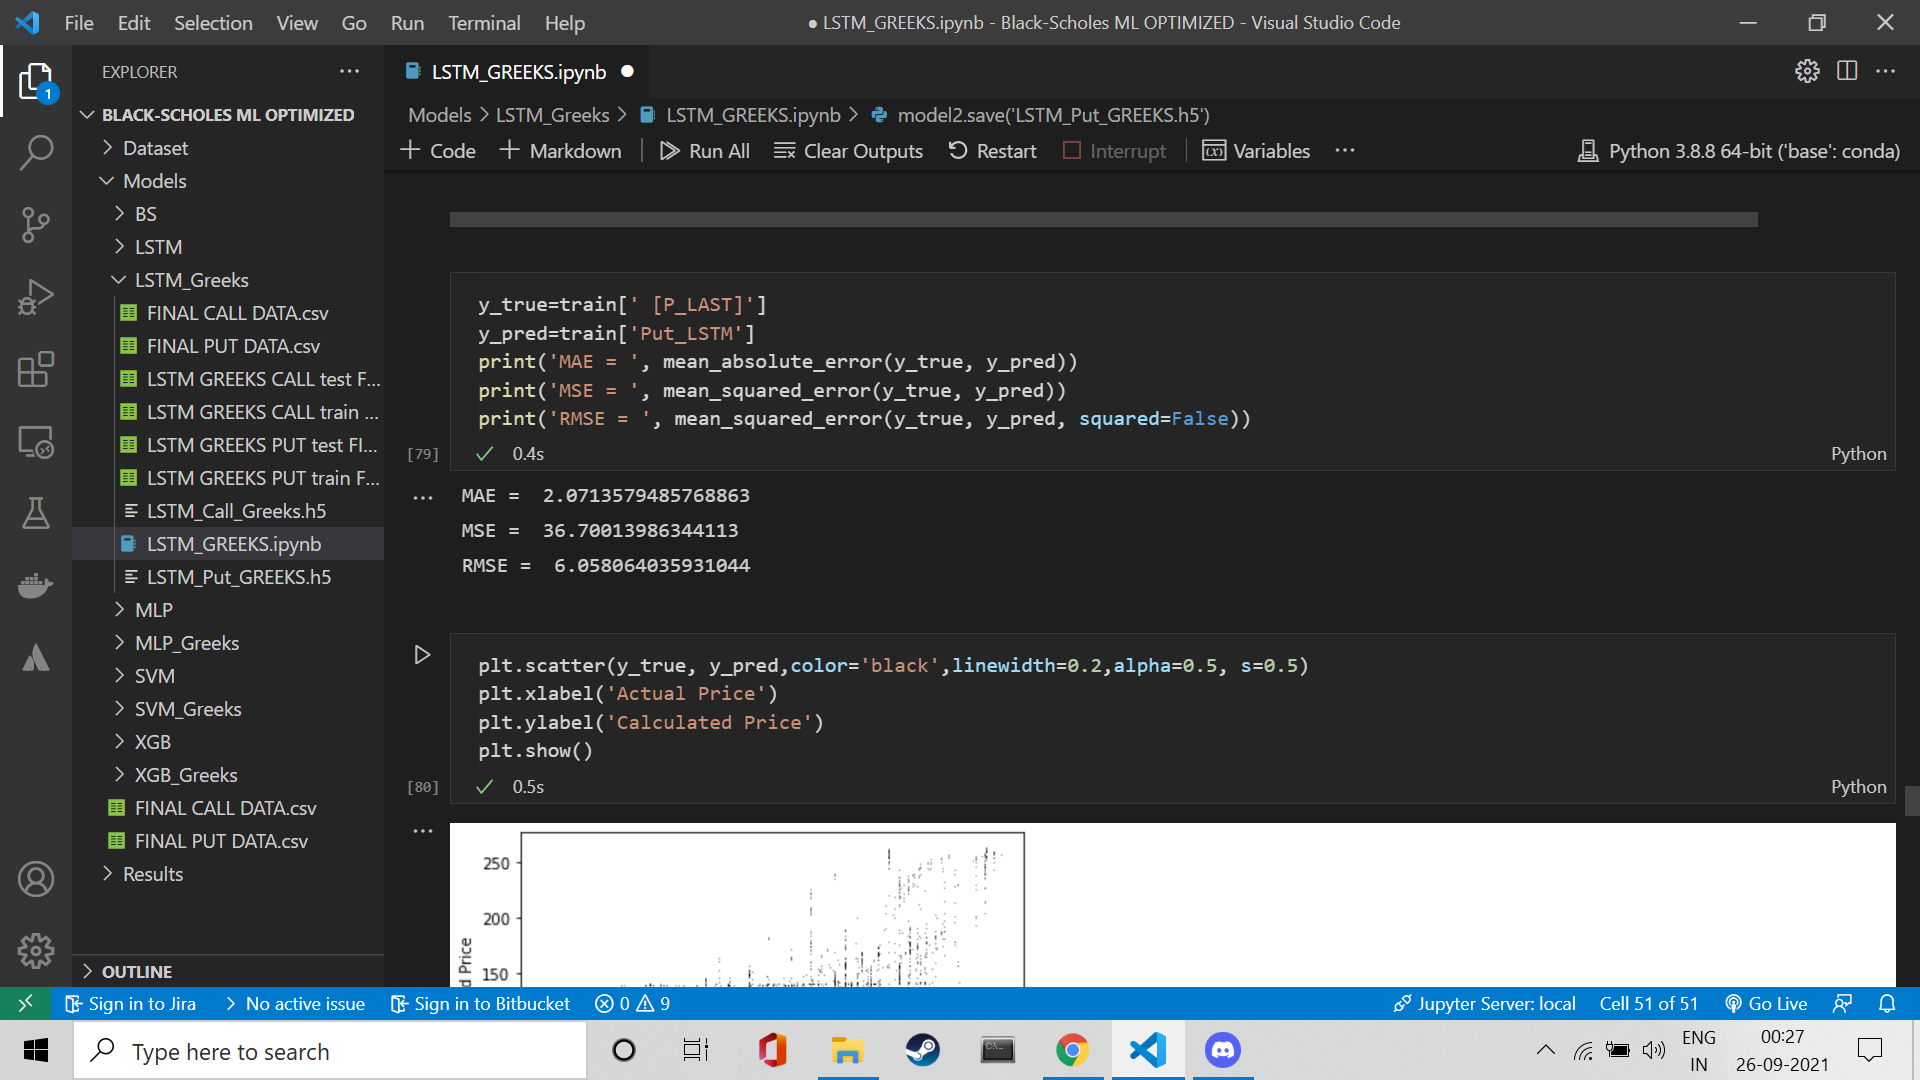 File Edit Selection View Go Run Terminal Help
● LSTM_GREEKS.ipynb - Black-Scholes ML OPTIMIZED - Visual Studio Code
EXPLORER
1
BLACK-SCHOLES ML OPTIMIZED
Dataset
Models
BS
LSTM
LSTM_Greeks
FINAL CALL DATA.csv
FINAL PUT DATA.csv
LSTM GREEKS CALL test F...
LSTM GREEKS CALL train ...
LSTM GREEKS PUT test FI...
LSTM GREEKS PUT train F...
LSTM_Call_Greeks.h5
LSTM_GREEKS.ipynb
LSTM_Put_GREEKS.h5
MLP
MLP_Greeks
SVM
SVM_Greeks
XGB
XGB_Greeks
FINAL CALL DATA.csv
FINAL PUT DATA.csv
Results
OUTLINE
LSTM_GREEKS.ipynb
Models > LSTM_Greeks > LSTM_GREEKS.ipynb > model2.save('LSTM_Put_GREEKS.h5')
+ Code + Markdown Run All Clear Outputs Restart Interrupt Variables ... Python 3.8.8 64-bit ('base': conda)
y_true=train[' [P_LAST]']
y_pred=train['Put_LSTM']
print('MAE = ', mean_absolute_error(y_true, y_pred))
print('MSE = ', mean_squared_error(y_true, y_pred))
print('RMSE = ', mean_squared_error(y_true, y_pred, squared=False))
[79] 0.4s Python
MAE =  2.0713579485768863
MSE =  36.70013986344113
RMSE =  6.058064035931044
plt.scatter(y_true, y_pred,color='black',linewidth=0.2,alpha=0.5, s=0.5)
plt.xlabel('Actual Price')
plt.ylabel('Calculated Price')
plt.show()
[80] 0.5s Python
250
200
150
d Price
Sign in to Jira No active issue Sign in to Bitbucket 0 9 Jupyter Server: local Cell 51 of 51 Go Live
Type here to search
ENG
IN
00:27
26-09-2021